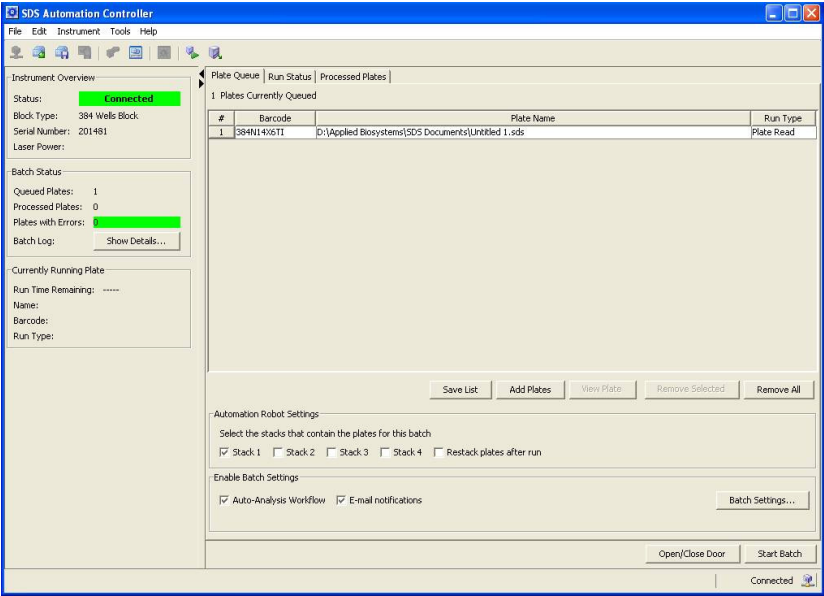 SDS Automation Controller
File Edit Instrument Tools Help
Instrument Overview
Status: Connected
Block Type: 384 Wells Block
Serial Number: 201481
Laser Power:
Batch Status
Queued Plates: 1
Processed Plates: 0
Plates with Errors: 0
Batch Log: Show Details...
Currently Running Plate
Run Time Remaining: -----
Name:
Barcode:
Run Type:
Plate Queue Run Status Processed Plates
1 Plates Currently Queued
# Barcode Plate Name Run Type
1 384N14X6TI D:\Applied Biosystems\SDS Documents\Untitled 1.sds Plate Read
Save List Add Plates View Plate Remove Selected Remove All
Automation Robot Settings
Select the stacks that contain the plates for this batch
Stack 1 Stack 2 Stack 3 Stack 4 Restack plates after run
Enable Batch Settings
Auto-Analysis Workflow E-mail notifications Batch Settings...
Open/Close Door Start Batch
Connected